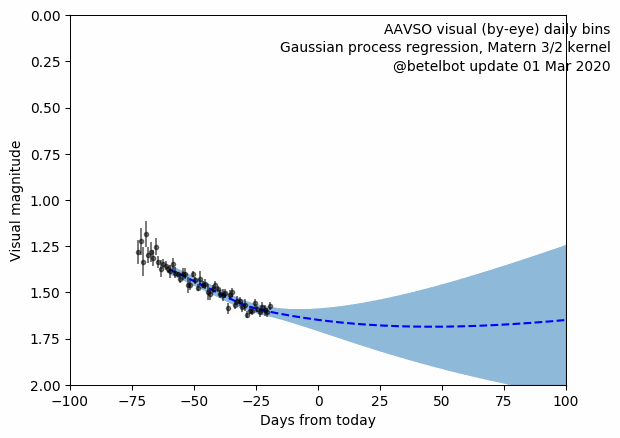 AAVSO visual (by-eye) daily bins
Gaussian process regression, Matern 3/2 kernel
@betelbot update 01 Mar 2020
0.00
0.25
0.50
0.75
1.00
1.25
1.50
1.75
2.00
Visual magnitude
−100 −75 −50 −25 0 25 50 75 100
Days from today